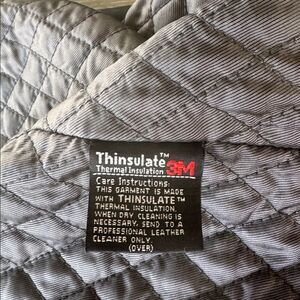 Thinsulate™
Thermal Insulation 3M
Care Instructions:
THIS GARMENT IS MADE
WITH THINSULATE™
THERMAL INSULATION.
WHEN DRY CLEANING IS
NECESSARY, SEND TO A
PROFESSIONAL LEATHER
CLEANER ONLY.
(OVER)